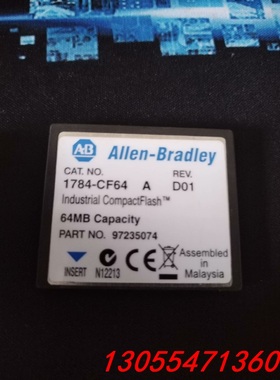 AB Allen-Bradley
CAT. NO. REV.
1784-CF64 A D01
Industrial CompactFlash™
64MB Capacity
PART NO. 97235074
INSERT N12213
CE
Assembled in
Malaysia
13055471360